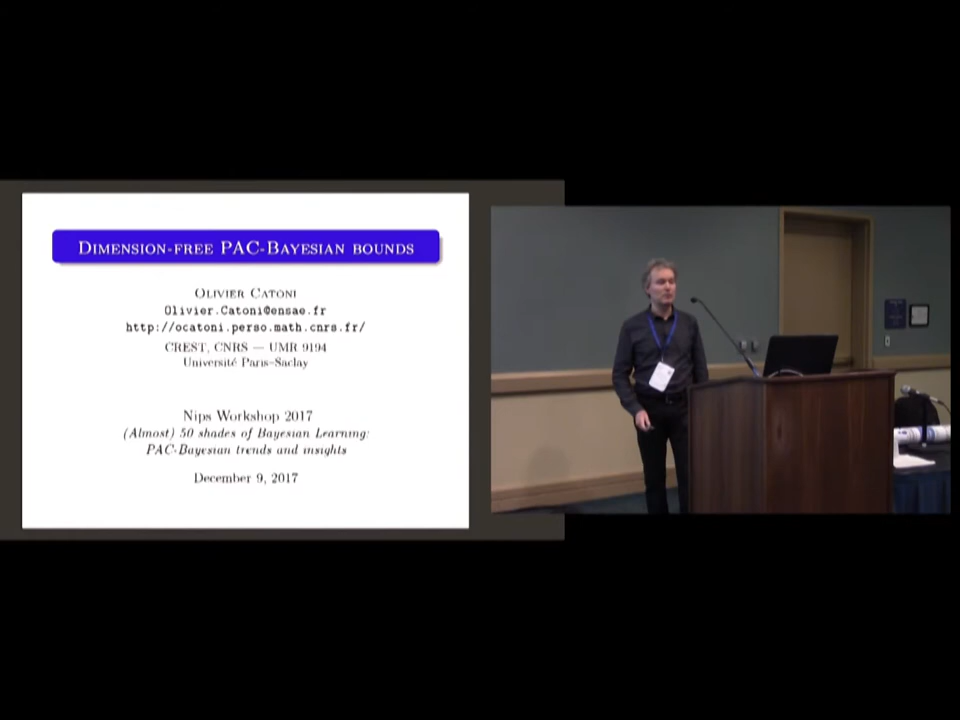 Dimension-free PAC-Bayesian bounds
Olivier Catoni
Olivier.Catoni@ensae.fr
http://ocatoni.perso.math.cnrs.fr/
CREST, CNRS — UMR 9194
Université Paris–Saclay
Nips Workshop 2017
(Almost) 50 shades of Bayesian Learning:
PAC-Bayesian trends and insights
December 9, 2017